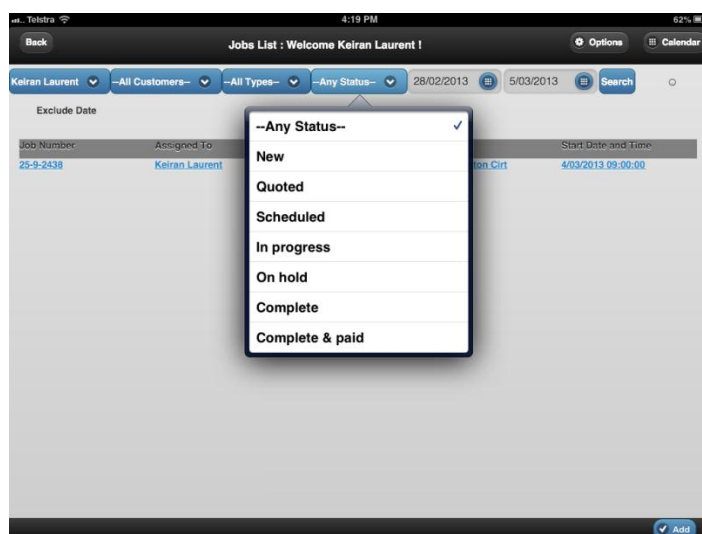 Telstra 4:19 PM 62%
Back Jobs List : Welcome Keiran Laurent ! Options Calendar
Keiran Laurent --All Customers-- --All Types-- --Any Status-- 28/02/2013 5/03/2013 Search
Exclude Date
--Any Status--
Job Number Assigned To Start Date and Time
25-9-2438 Keiran Laurent ton Cirt 4/03/2013 09:00:00
New
Quoted
Scheduled
In progress
On hold
Complete
Complete & paid
Add